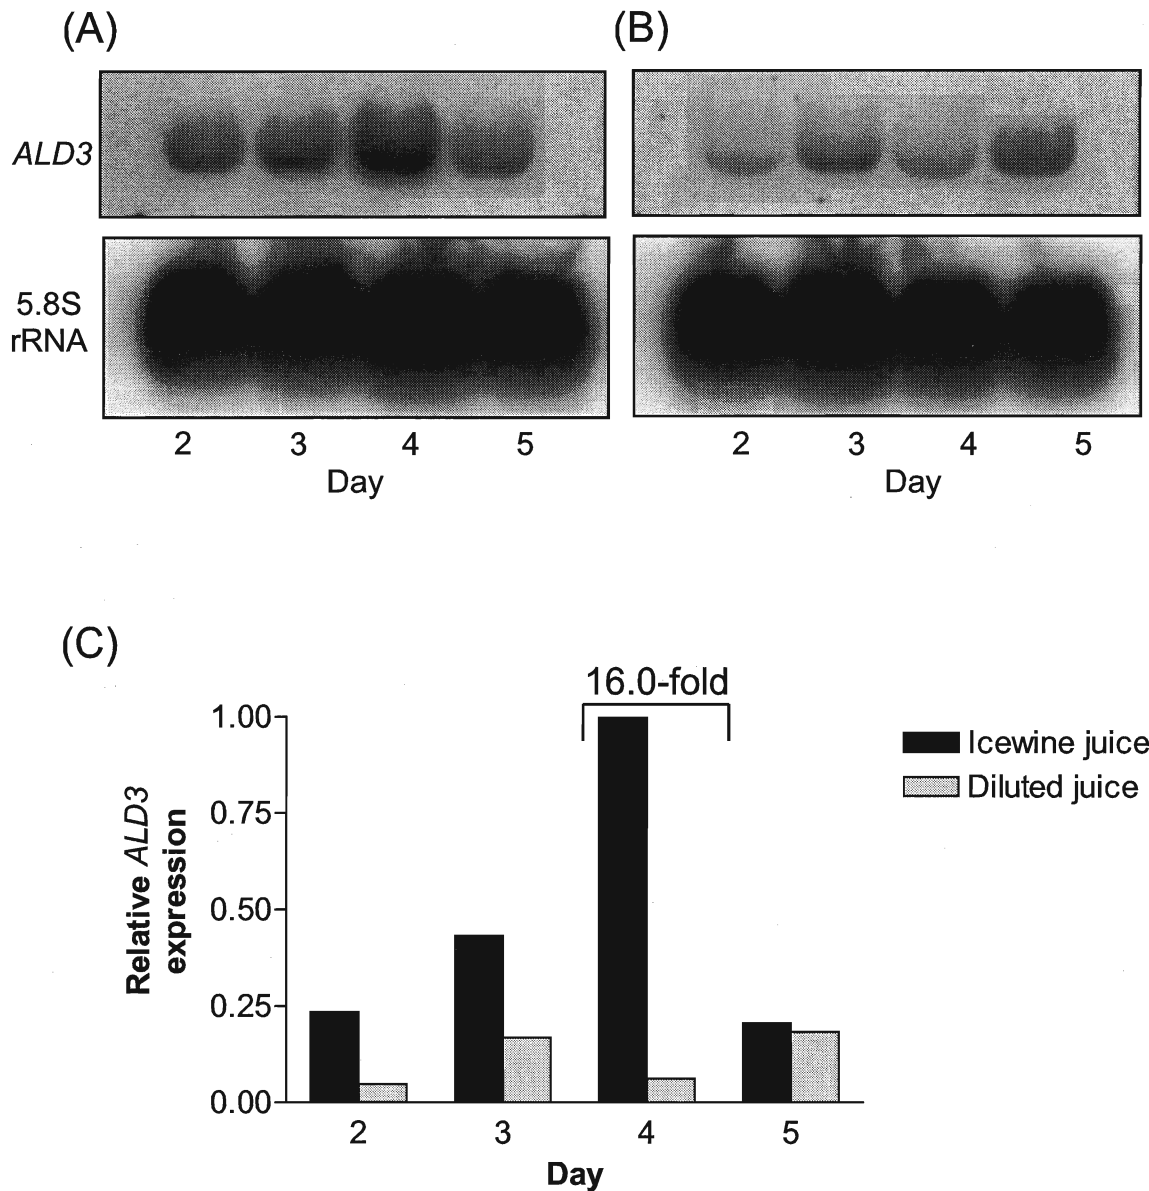 (A)
(B)
ALD3
5.8S
rRNA
2 3 4 5
2 3 4 5
Day
Day
(C)
16.0-fold
1.00
0.75
0.50
0.25
0.00
Relative ALD3
expression
Icewine juice
Diluted juice
2 3 4 5
Day